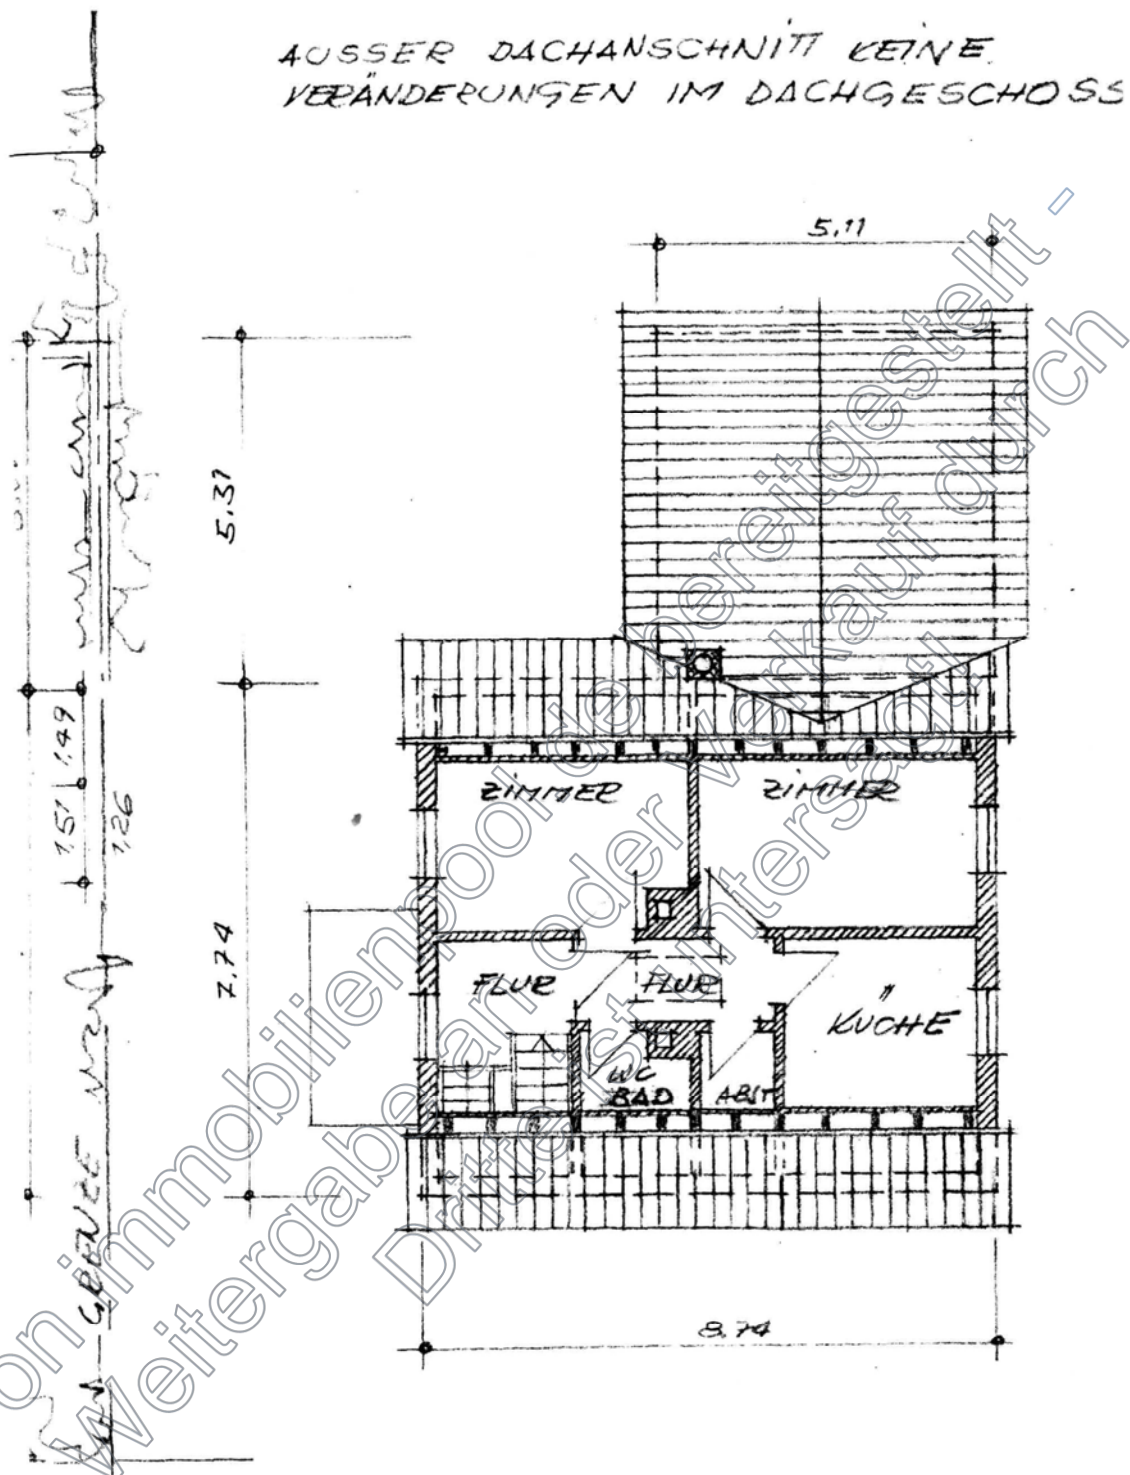 AUSSER DACHANSCHNITT KEINE
VERÄNDERUNGEN IM DACHGESCHOSS
5,11
5,37
1,51 1,49
1,26
7,74
ZIMMER ZIMMER
FLUR FLUR
KÜCHE
WC
BAD
ABST
GRENZE
8,74
on immobilienpool.de bereitgestellt -
Weitergabe an oder Verkauf durch
Dritte ist untersagt!